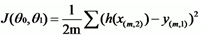 J(θ₀,θ₁) = 1/2m ∑(h(x₍ₘ,₂₎) − y₍ₘ,₁₎)²